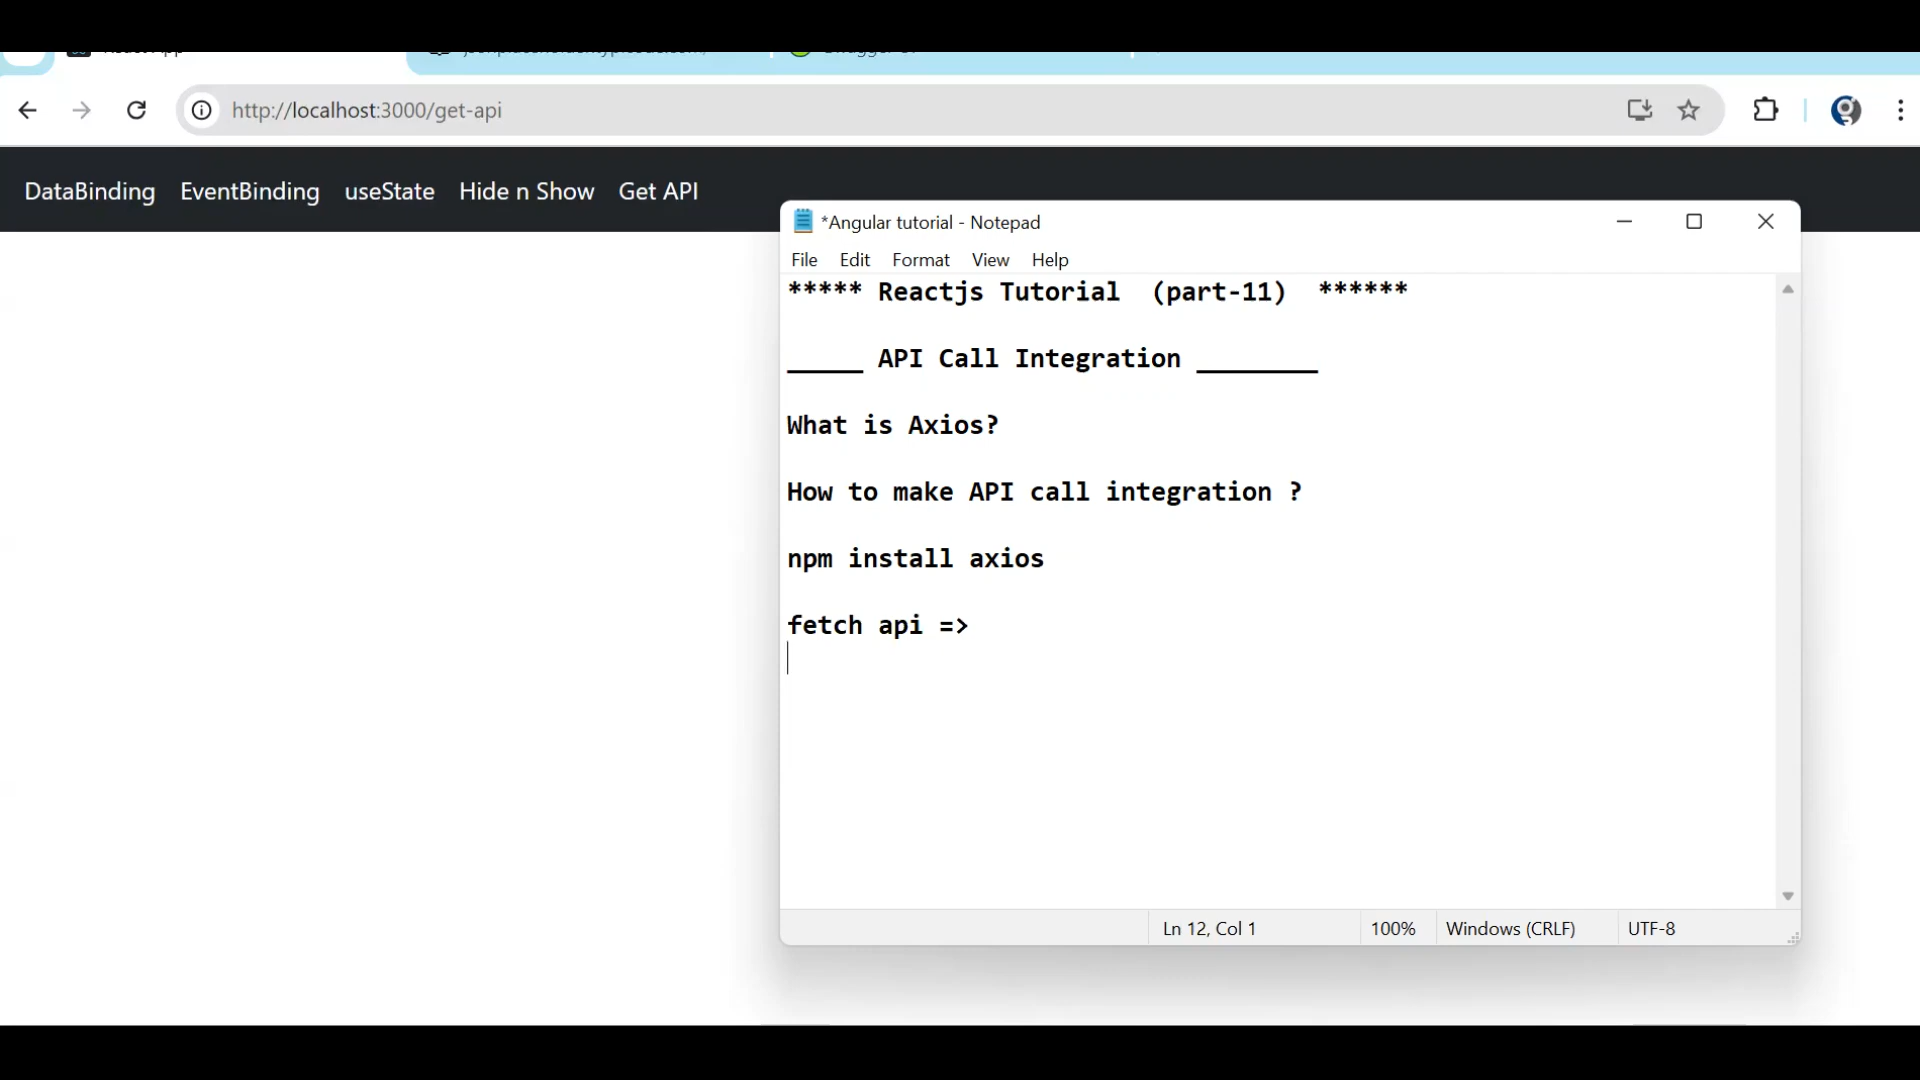 http://localhost:3000/get-api
DataBinding EventBinding useState Hide n Show Get API
*Angular tutorial - Notepad
File Edit Format View Help
***** Reactjs Tutorial (part-11) ******
_____ API Call Integration ________
What is Axios?
How to make API call integration ?
npm install axios
fetch api =>
Ln 12, Col 1 100% Windows (CRLF) UTF-8